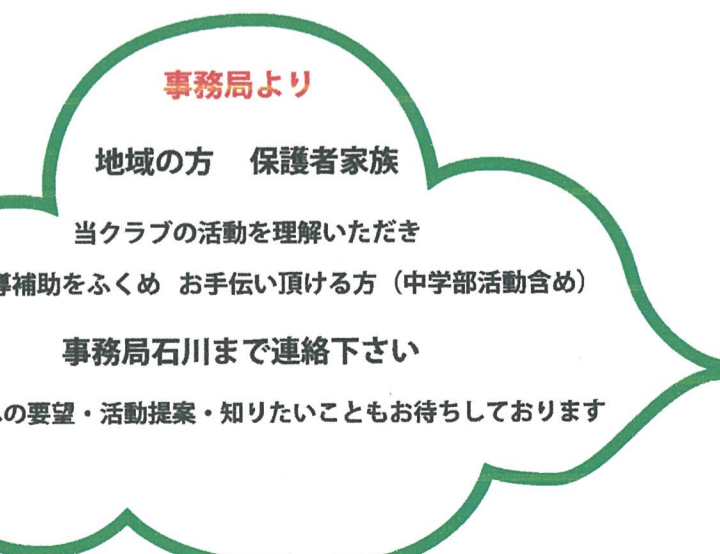 事務局より
地域の方　保護者家族
当クラブの活動を理解いただき
導補助をふくめ　お手伝い頂ける方（中学部活動含め）
事務局石川まで連絡下さい
の要望・活動提案・知りたいこともお待ちしております